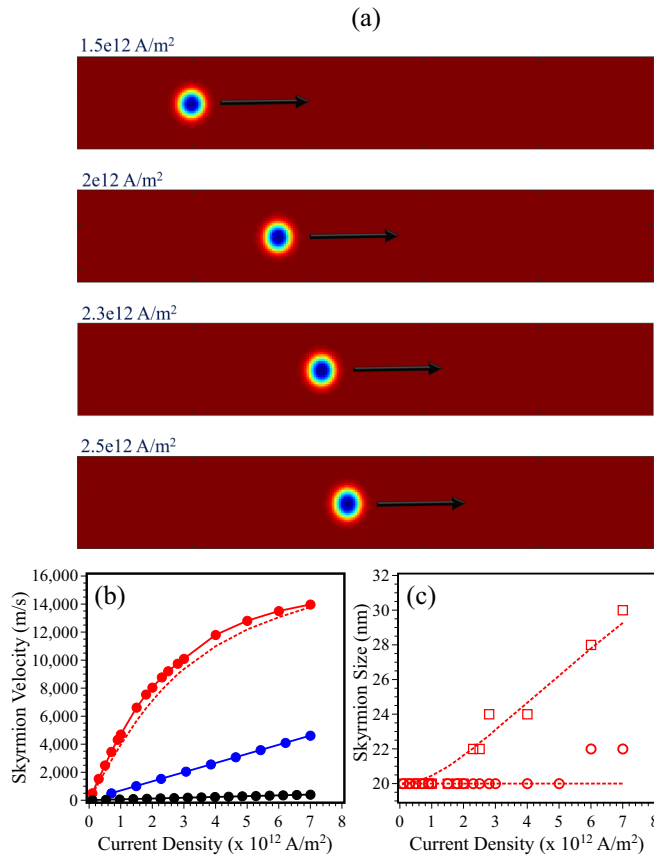 (a)
1.5e12 A/m²
2e12 A/m²
2.3e12 A/m²
2.5e12 A/m²
(b)
16,000
14,000
12,000
10,000
8,000
6,000
4,000
2,000
0
Skyrmion Velocity (m/s)
0 1 2 3 4 5 6 7 8
Current Density (x 10¹² A/m²)
(c)
32
30
28
26
24
22
20
Skyrmion Size (nm)
0 1 2 3 4 5 6 7 8
Current Density (x 10¹² A/m²)